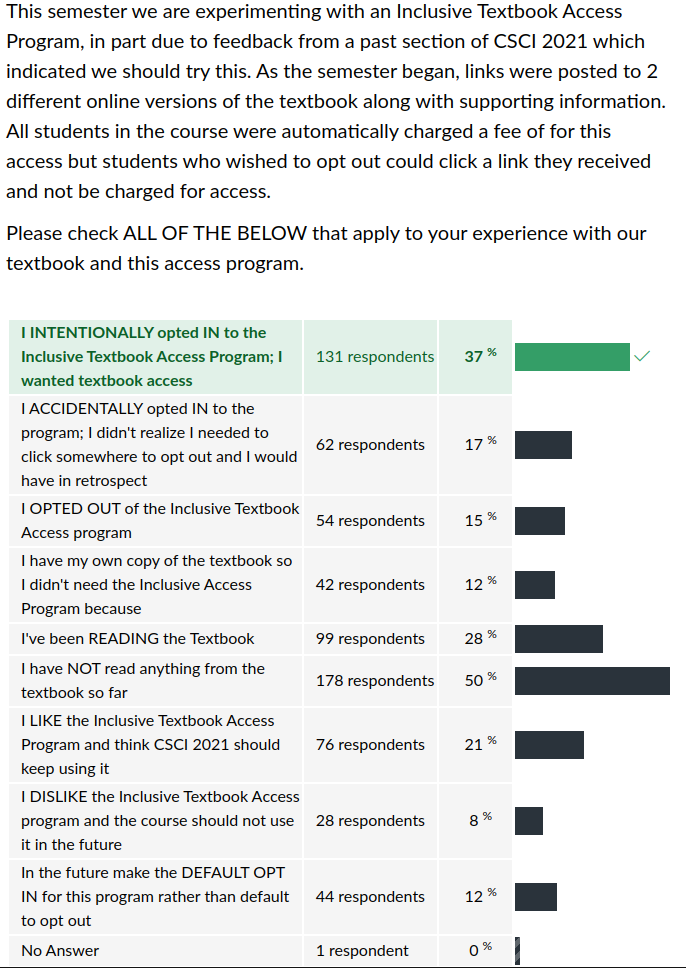 This semester we are experimenting with an Inclusive Textbook Access
Program, in part due to feedback from a past section of CSCI 2021 which
indicated we should try this. As the semester began, links were posted to 2
different online versions of the textbook along with supporting information.
All students in the course were automatically charged a fee of for this
access but students who wished to opt out could click a link they received
and not be charged for access.
Please check ALL OF THE BELOW that apply to your experience with our
textbook and this access program.
I INTENTIONALLY opted IN to the
Inclusive Textbook Access Program; I
wanted textbook access
131 respondents
37 %
I ACCIDENTALLY opted IN to the
program; I didn't realize I needed to
click somewhere to opt out and I would
have in retrospect
62 respondents
17 %
I OPTED OUT of the Inclusive Textbook
Access program
54 respondents
15 %
I have my own copy of the textbook so
I didn't need the Inclusive Access
Program because
42 respondents
12 %
I've been READING the Textbook
99 respondents
28 %
I have NOT read anything from the
textbook so far
178 respondents
50 %
I LIKE the Inclusive Textbook Access
Program and think CSCI 2021 should
keep using it
76 respondents
21 %
I DISLIKE the Inclusive Textbook Access
program and the course should not use
it in the future
28 respondents
8 %
In the future make the DEFAULT OPT
IN for this program rather than default
to opt out
44 respondents
12 %
No Answer
1 respondent
0 %